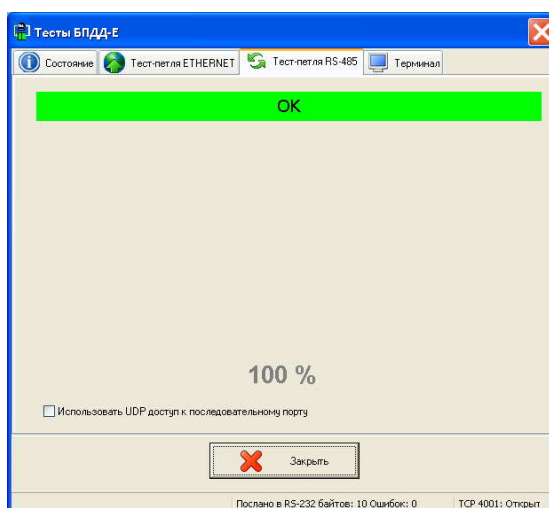 Тесты БПДД-Е
Состояние Тест-петля ETHERNET Тест-петля RS-485 Терминал
OK
100 %
Использовать UDP доступ к последовательному порту
Закрыть
Послано в RS-232 байтов: 10 Ошибок: 0 TCP 4001: Открыт